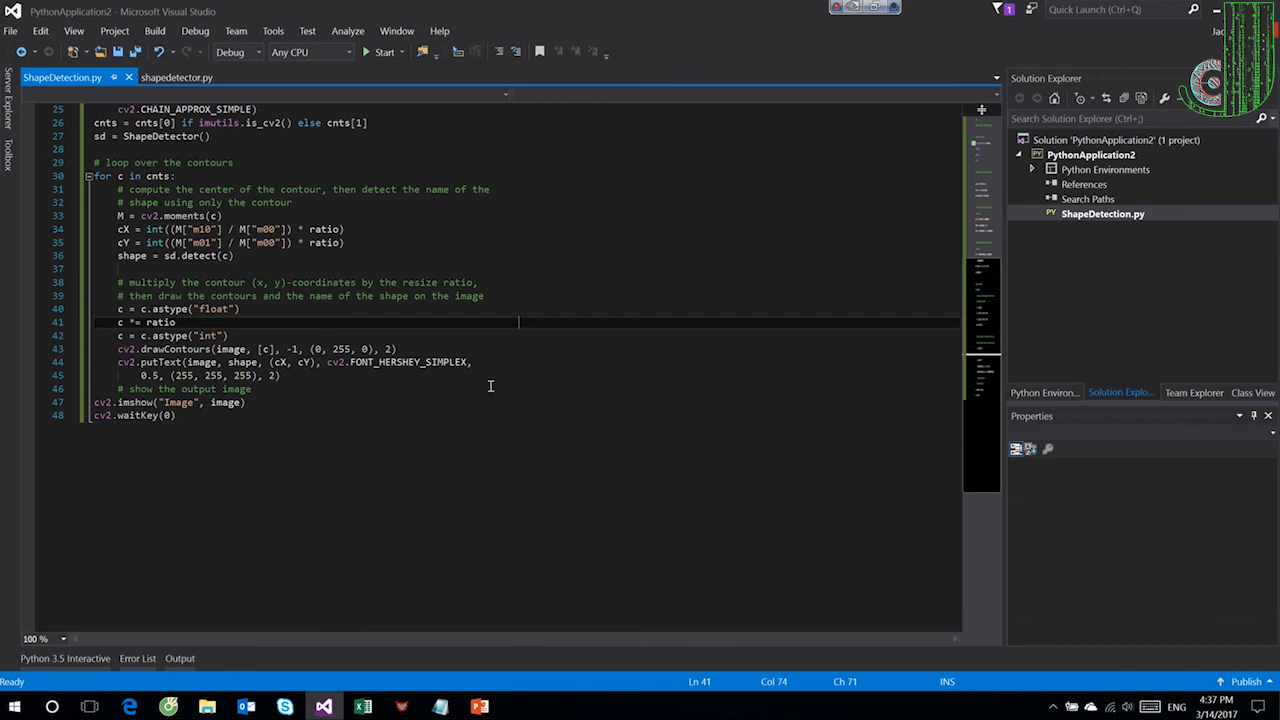 PythonApplication2 - Microsoft Visual Studio
1
Quick Launch (Ctrl+;)
File Edit View Project Build Debug Team Tools Test Analyze Window Help
Debug Any CPU Start
ShapeDetection.py shapedetector.py
Server Explorer
Toolbox
25 cv2.CHAIN_APPROX_SIMPLE)
26 cnts = cnts[0] if imutils.is_cv2() else cnts[1]
27 sd = ShapeDetector()
28
29 # loop over the contours
30 for c in cnts:
31 # compute the center of the contour, then detect the name of the
32 # shape using only the contour
33 M = cv2.moments(c)
34 cX = int((M["m10"] / M["m00"]) * ratio)
35 cY = int((M["m01"] / M["m00"]) * ratio)
36 shape = sd.detect(c)
37
38 # multiply the contour (x, y)-coordinates by the resize ratio,
39 # then draw the contours and the name of the shape on the image
40 c = c.astype("float")
41 c *= ratio
42 c = c.astype("int")
43 cv2.drawContours(image, [c], -1, (0, 255, 0), 2)
44 cv2.putText(image, shape, (cX, cY), cv2.FONT_HERSHEY_SIMPLEX,
45 0.5, (255, 255, 255), 2)
46 # show the output image
47 cv2.imshow("Image", image)
48 cv2.waitKey(0)
100 %
Solution Explorer
Search Solution Explorer (Ctrl+;)
Solution 'PythonApplication2' (1 project)
PythonApplication2
Python Environments
References
Search Paths
ShapeDetection.py
Python Environ... Solution Explo... Team Explorer Class View
Properties
Python 3.5 Interactive Error List Output
Ready Ln 41 Col 74 Ch 71 INS Publish
ENG
4:37 PM
3/14/2017